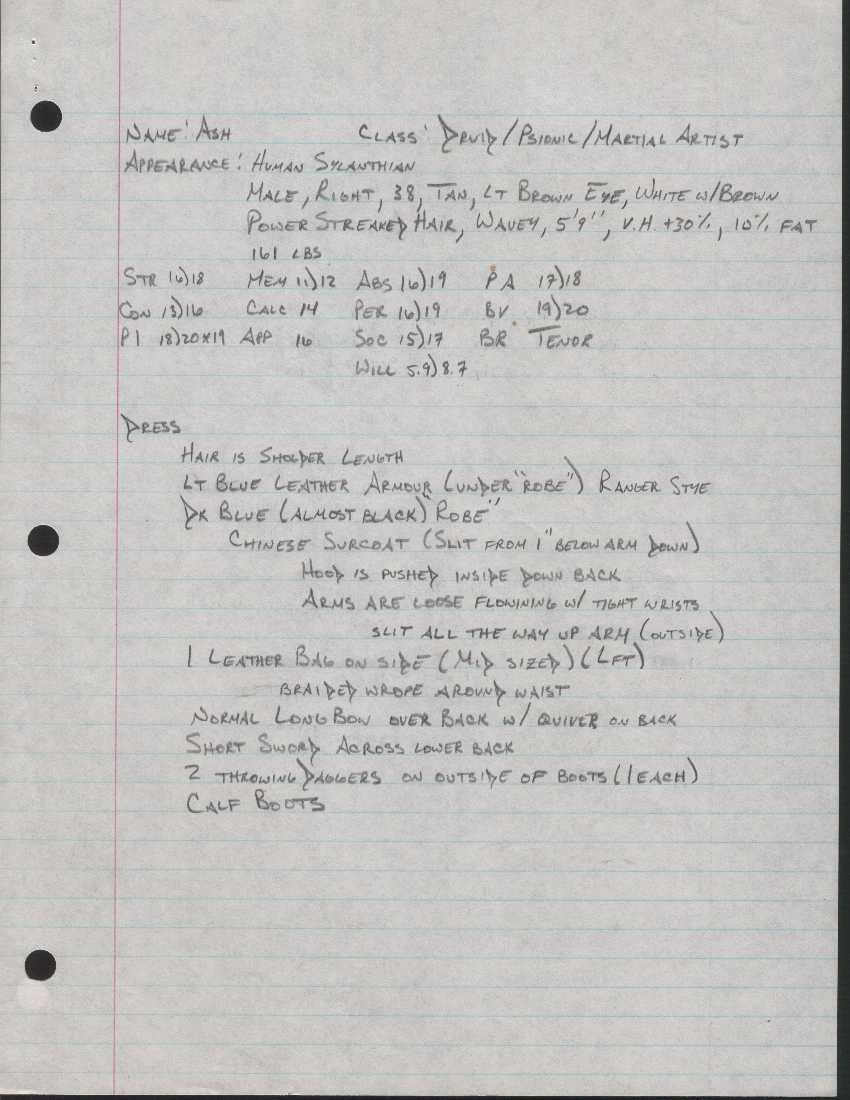 NAME: ASH CLASS: DRUID/PSIONIC/MARTIAL ARTIST
APPEARANCE: HUMAN SYLANTHIAN
MALE, RIGHT, 38, TAN, LT BROWN EYE, WHITE W/BROWN
POWER STREAKED HAIR, WAVEY, 5'9", V.H. +30%, 10% FAT
161 LBS
STR 16)18 MEM 11)12 ABS 16)19 PA 17)18
CON 13)16 CALC 14 PER 16)19 BV 19)20
PI 18)20x19 APP 16 SOC 15)17 BR TENOR
WILL 5.9)8.7
DRESS
HAIR IS SHOLDER LENGTH
LT BLUE LEATHER ARMOUR (UNDER "ROBE") RANGER STYE
DK BLUE (ALMOST BLACK) "ROBE"
CHINESE SURCOAT (SLIT FROM 1" BELOW ARM DOWN)
HOOD IS PUSHED INSIDE DOWN BACK
ARMS ARE LOOSE FLOWINING W/ TIGHT WRISTS
SLIT ALL THE WAY UP ARM (OUTSIDE)
1 LEATHER BAG ON SIDE (MID SIZED) (LFT)
BRAIDED WROPE AROUND WAIST
NORMAL LONG BOW OVER BACK W/ QUIVER ON BACK
SHORT SWORD ACROSS LOWER BACK
2 THROWING DAGGERS ON OUTSIDE OF BOOTS (1 EACH)
CALF BOOTS